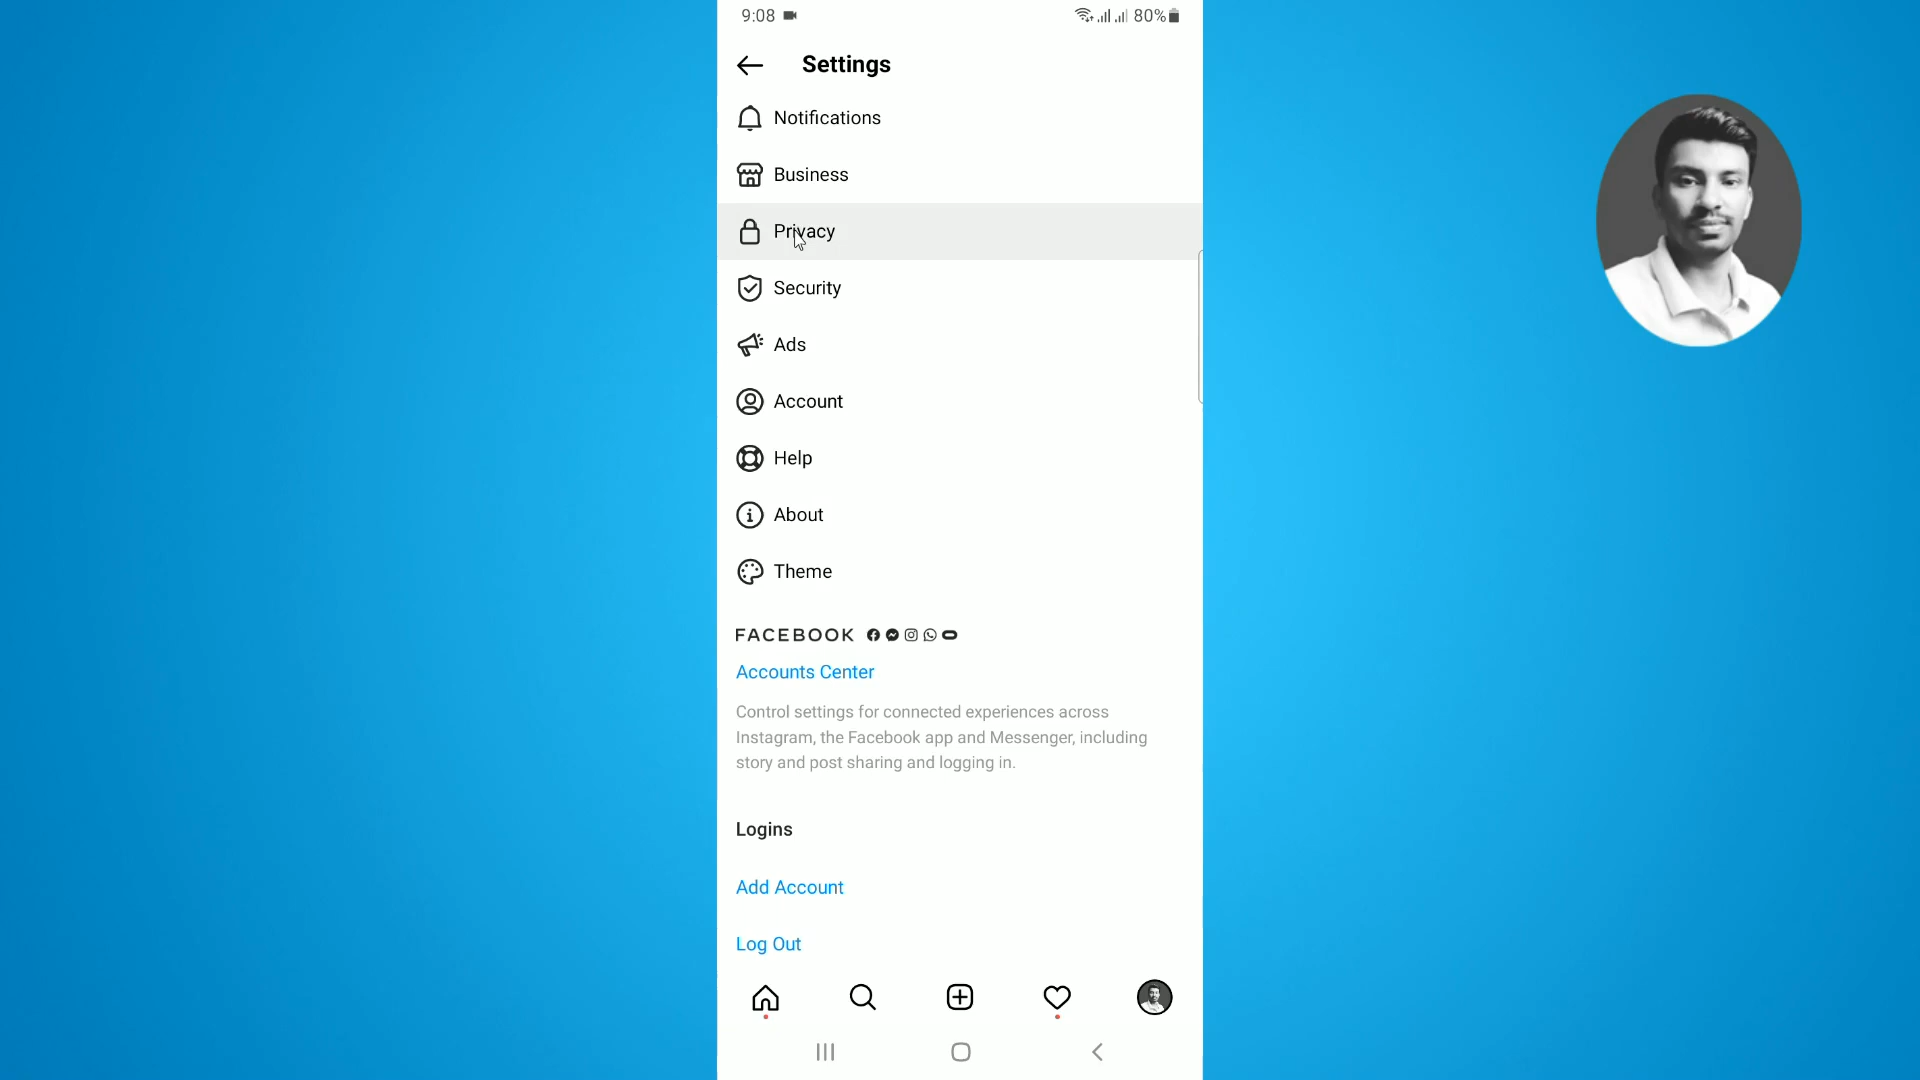 9:08
80%
Settings
Notifications
Business
Privacy
Security
Ads
Account
Help
About
Theme
FACEBOOK
Accounts Center
Control settings for connected experiences across
Instagram, the Facebook app and Messenger, including
story and post sharing and logging in.
Logins
Add Account
Log Out